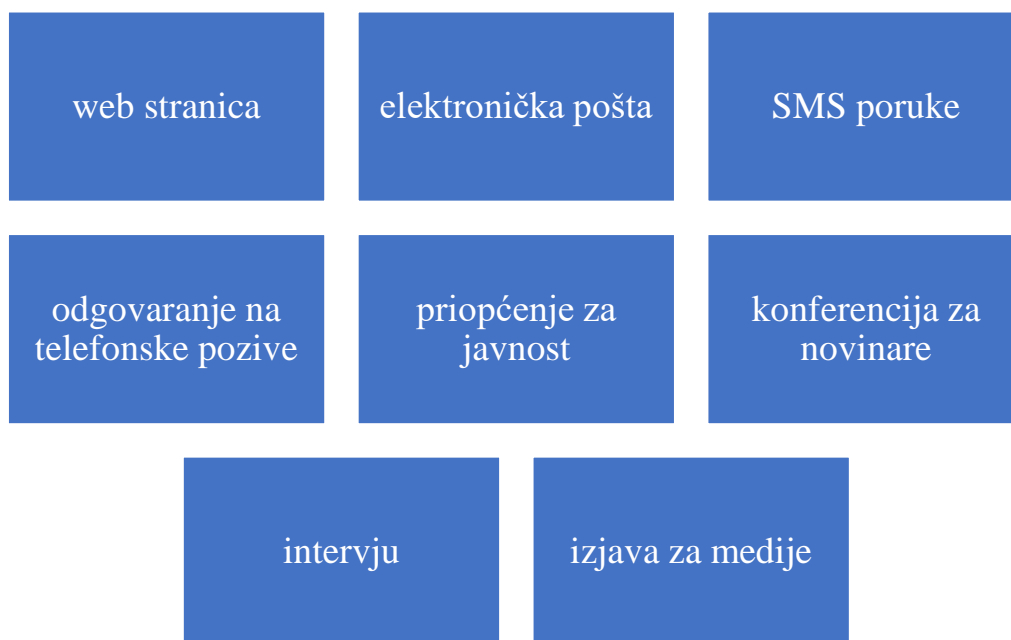 web stranica
elektronička pošta
SMS poruke
odgovaranje na
telefonske pozive
priopćenje za
javnost
konferencija za
novinare
intervju
izjava za medije